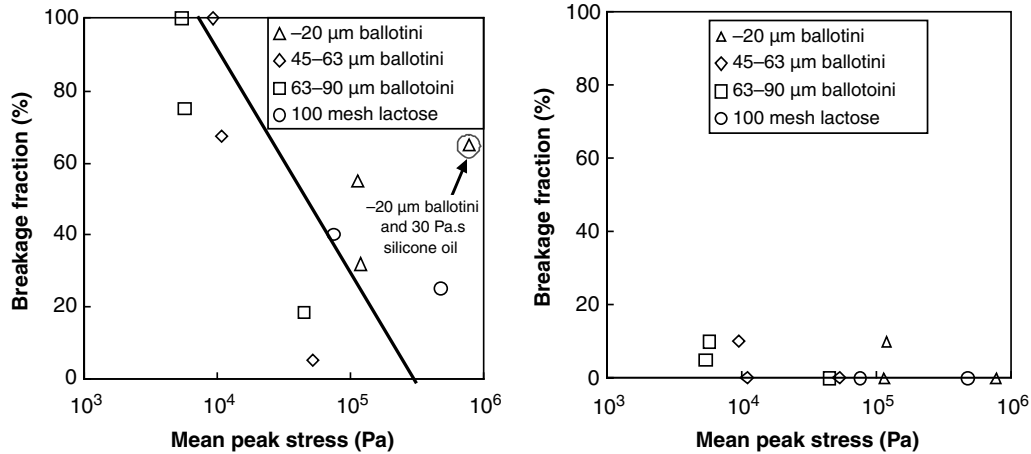 100
80
60
40
20
0
Breakage fraction (%)
–20 µm ballotini
45–63 µm ballotini
63–90 µm ballotoini
100 mesh lactose
–20 µm ballotini
and 30 Pa.s
silicone oil
10³
10⁴
10⁵
10⁶
Mean peak stress (Pa)
100
80
60
40
20
0
Breakage fraction (%)
–20 µm ballotini
45–63 µm ballotini
63–90 µm ballotoini
100 mesh lactose
10³
10⁴
10⁵
10⁶
Mean peak stress (Pa)